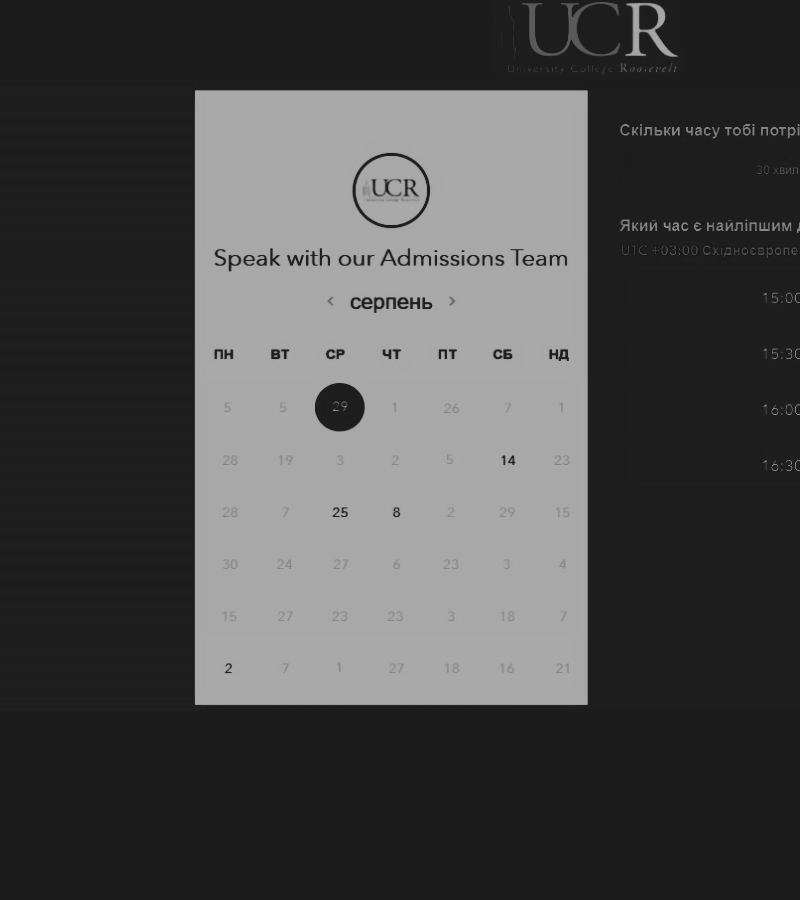 UCR
University College Roosevelt
UCR
Speak with our Admissions Team
‹ серпень ›
ПН ВТ СР ЧТ ПТ СБ НД
5 5 29 1 26 7 1
28 19 3 2 5 14 23
28 7 25 8 2 29 15
30 24 27 6 23 3 4
15 27 23 23 3 18 7
2 7 1 27 18 16 21
Скільки часу тобі потрі
30 хвил
Який час є найліпшим д
UTC +03:00 Східноєвропе
15:00
15:30
16:00
16:30